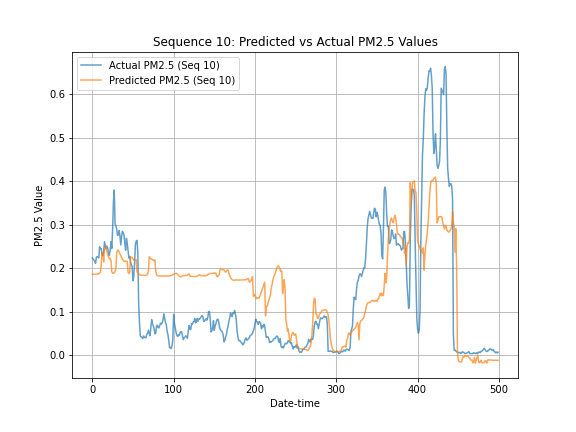 Sequence 10: Predicted vs Actual PM2.5 Values
Actual PM2.5 (Seq 10)
Predicted PM2.5 (Seq 10)
PM2.5 Value
0.6
0.5
0.4
0.3
0.2
0.1
0.0
0 100 200 300 400 500
Date-time